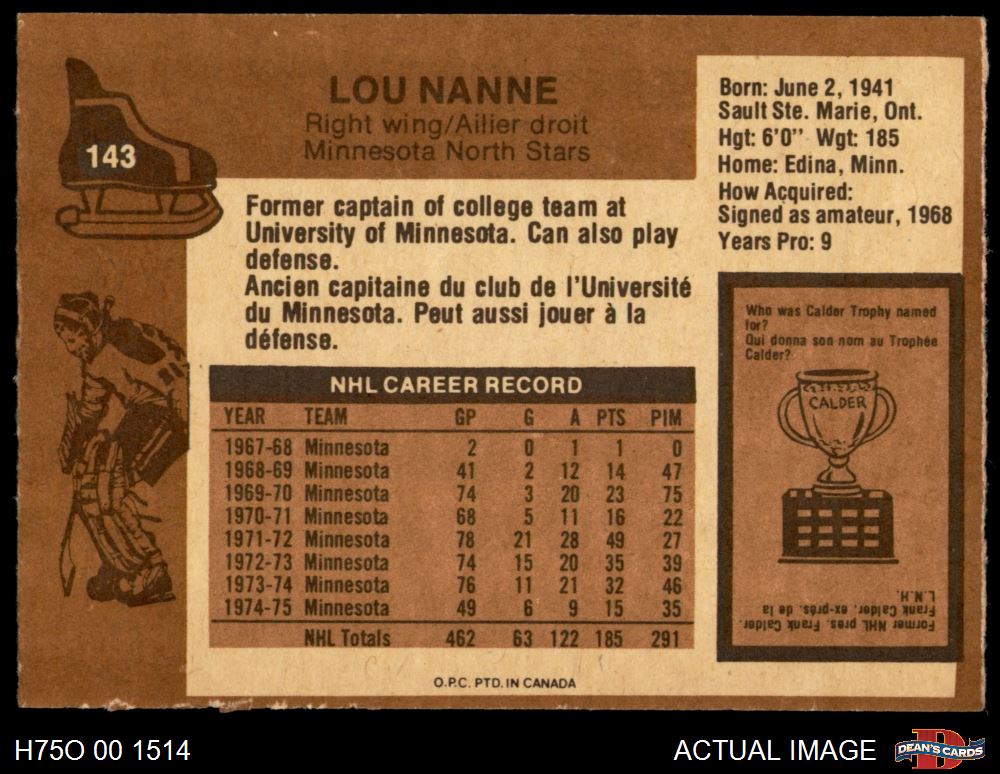 143
LOU NANNE
Right wing/Ailier droit
Minnesota North Stars
Born: June 2, 1941
Sault Ste. Marie, Ont.
Hgt: 6'0'' Wgt: 185
Home: Edina, Minn.
How Acquired:
Signed as amateur, 1968
Years Pro: 9
Former captain of college team at
University of Minnesota. Can also play
defense.
Ancien capitaine du club de l'Université
du Minnesota. Peut aussi jouer à la
défense.
NHL CAREER RECORD
YEAR TEAM GP G A PTS PIM
1967-68 Minnesota 2 0 1 1 0
1968-69 Minnesota 41 2 12 14 47
1969-70 Minnesota 74 3 20 23 75
1970-71 Minnesota 68 5 11 16 22
1971-72 Minnesota 78 21 28 49 27
1972-73 Minnesota 74 15 20 35 39
1973-74 Minnesota 76 11 21 32 46
1974-75 Minnesota 49 6 9 15 35
NHL Totals 462 63 122 185 291
Who was Calder Trophy named
for?
Qui donna son nom au Trophée
Calder?
CALDER
Former NHL pres. Frank Calder.
Frank Calder, ex-prés. de la
L.N.H.
O.P.C. PTD. IN CANADA
H75O 00 1514
ACTUAL IMAGE
D
DEAN'S CARDS